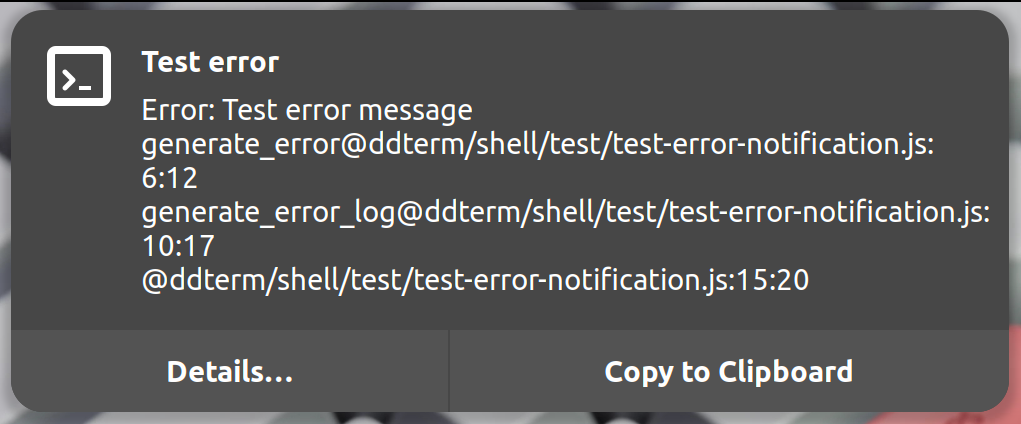 Test error
Error: Test error message
generate_error@ddterm/shell/test/test-error-notification.js:
6:12
generate_error_log@ddterm/shell/test/test-error-notification.js:
10:17
@ddterm/shell/test/test-error-notification.js:15:20
Details…
Copy to Clipboard